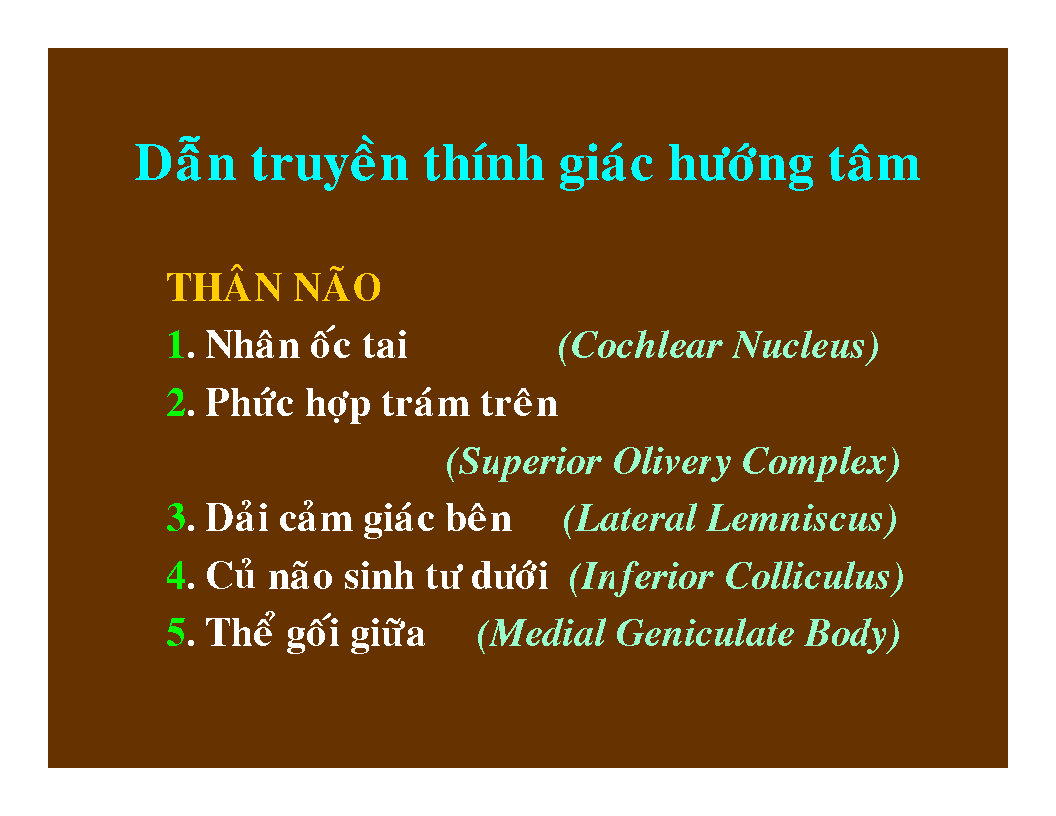 Dẫn truyền thính giác hướng tâm
THÂN NÃO
1. Nhân ốc tai (Cochlear Nucleus)
2. Phức hợp trám trên
(Superior Olivery Complex)
3. Dải cảm giác bên (Lateral Lemniscus)
4. Củ não sinh tư dưới (Inferior Colliculus)
5. Thể gối giữa (Medial Geniculate Body)